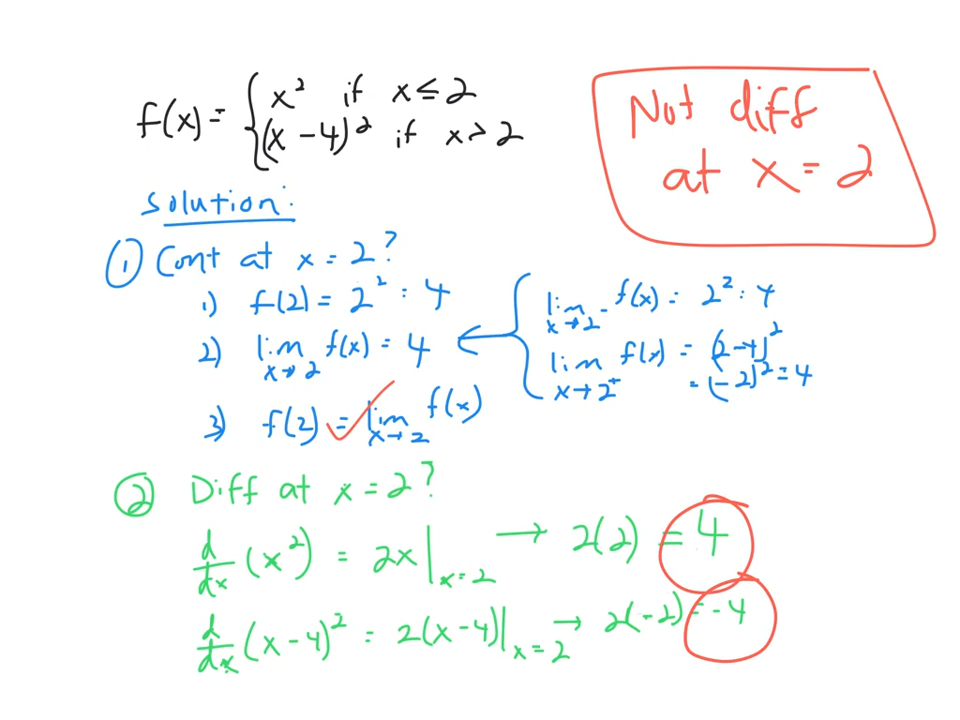 f(x) = { x² if x ≤ 2
(x - 4)² if x > 2
Not diff
at x = 2
Solution:
① Cont at x = 2?
1) f(2) = 2² = 4
2) lim x→2 f(x) = 4
lim x→2⁻ f(x) = 2² = 4
lim x→2⁺ f(x) = (2-4)²
= (-2)² = 4
3) f(2) = lim x→2 f(x)
② Diff at x = 2?
d/dx (x²) = 2x|x=2 → 2(2) = 4
d/dx (x-4)² = 2(x-4)|x=2 → 2(-2) = -4